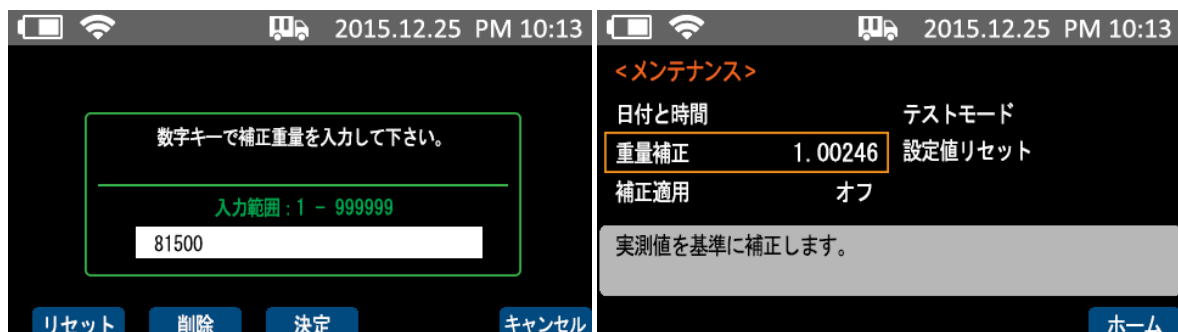 2015.12.25 PM 10:13
数字キーで補正重量を入力して下さい。
入力範囲 : 1 - 999999
81500
リセット 削除 決定 キャンセル
2015.12.25 PM 10:13
<メンテナンス>
日付と時間 テストモード
重量補正 1.00246 設定値リセット
補正適用 オフ
実測値を基準に補正します。
ホーム